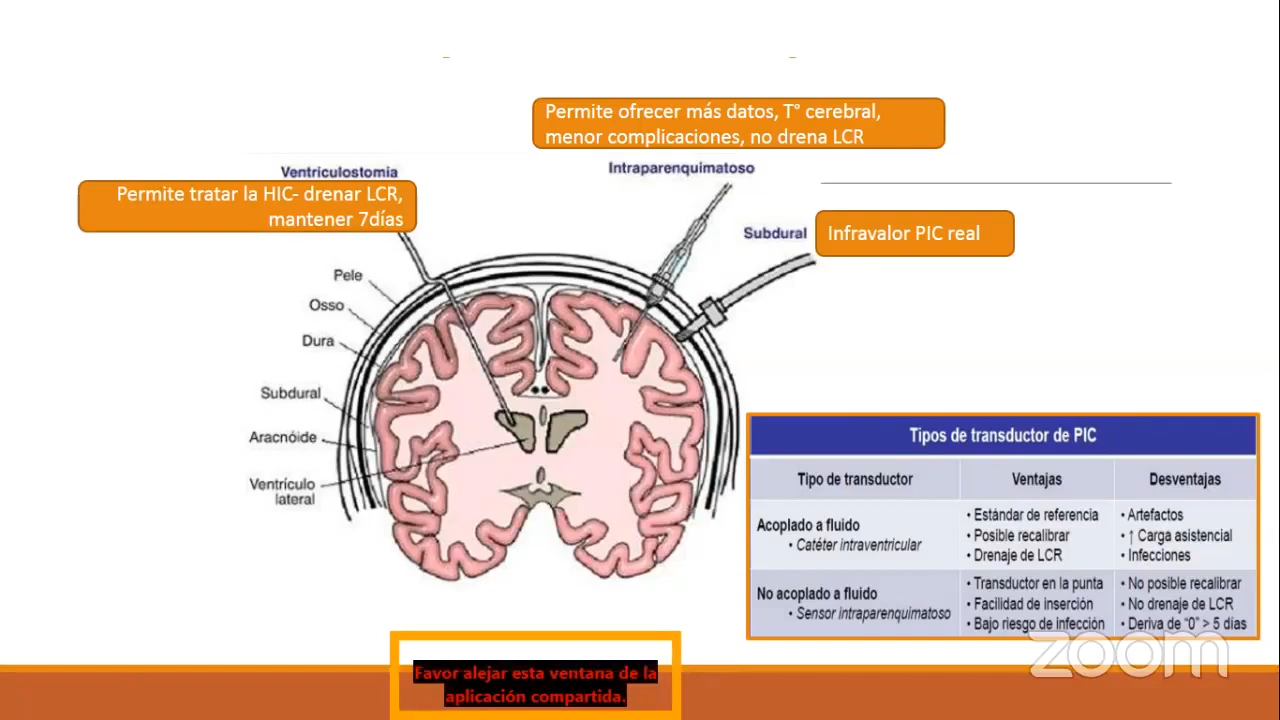 Permite ofrecer más datos, T° cerebral,
menor complicaciones, no drena LCR
Ventriculostomia
Intraparenquimatoso
Permite tratar la HIC- drenar LCR,
mantener 7días
Subdural
Infravalor PIC real
Pele
Osso
Dura
Subdural
Aracnóide
Ventrículo
lateral
Tipos de transductor de PIC
Tipo de transductor
Ventajas
Desventajas
Acoplado a fluido
• Catéter intraventricular
• Estándar de referencia
• Posible recalibrar
• Drenaje de LCR
• Artefactos
• ↑ Carga asistencial
• Infecciones
No acoplado a fluido
• Sensor intraparenquimatoso
• Transductor en la punta
• Facilidad de inserción
• Bajo riesgo de infección
• No posible recalibrar
• No drenaje de LCR
• Deriva de “0” > 5 días
zoom
Favor alejar esta ventana de la
aplicación compartida.